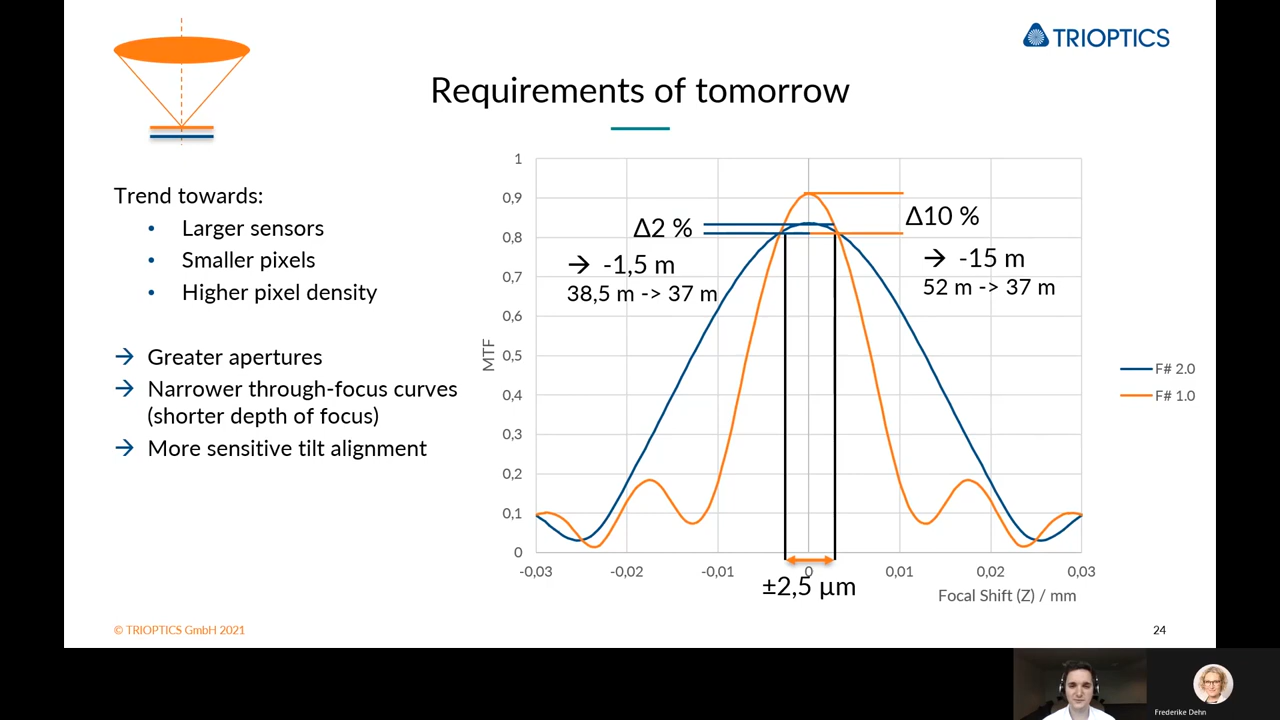 TRIOPTICS
Requirements of tomorrow
Trend towards:
• Larger sensors
• Smaller pixels
• Higher pixel density
→ Greater apertures
→ Narrower through-focus curves
(shorter depth of focus)
→ More sensitive tilt alignment
1
0,9
0,8
0,7
0,6
0,5
0,4
0,3
0,2
0,1
0
MTF
Δ2 %
→ -1,5 m
38,5 m -> 37 m
Δ10 %
→ -15 m
52 m -> 37 m
F# 2.0
F# 1.0
-0,03
-0,02
-0,01
0
0,01
0,02
0,03
±2,5 µm
Focal Shift (Z) / mm
© TRIOPTICS GmbH 2021
24
Frederike Dehn